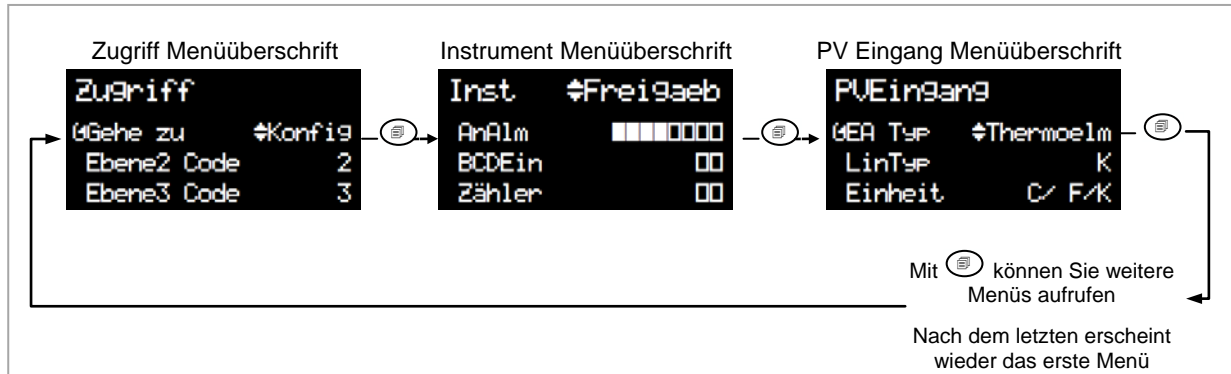 Zugriff Menüüberschrift
Instrument Menüüberschrift
PV Eingang Menüüberschrift
Zugriff
Gehe zu Konfig
Ebene2 Code 2
Ebene3 Code 3
Inst Freigaeb
AnAlm
BCDEin
Zähler
PVEingang
EA Typ Thermoelm
LinTyp K
Einheit C/ F/K
Mit können Sie weitere
Menüs aufrufen
Nach dem letzten erscheint
wieder das erste Menü